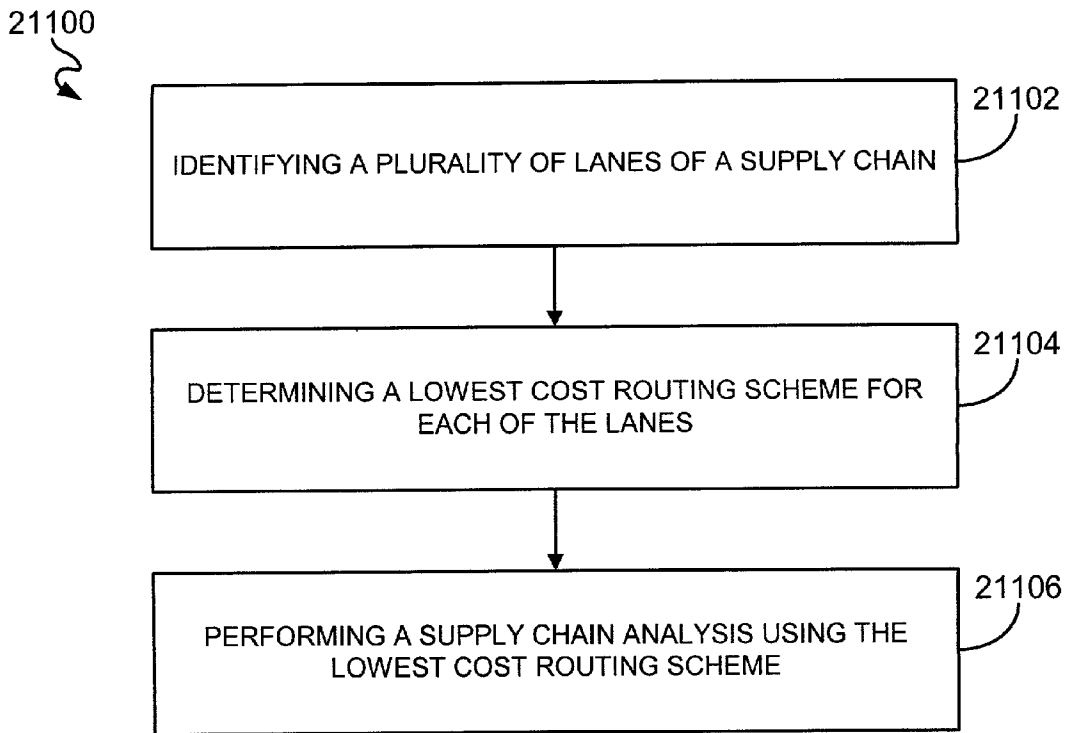 21100
21102
IDENTIFYING A PLURALITY OF LANES OF A SUPPLY CHAIN
21104
DETERMINING A LOWEST COST ROUTING SCHEME FOR
EACH OF THE LANES
21106
PERFORMING A SUPPLY CHAIN ANALYSIS USING THE
LOWEST COST ROUTING SCHEME